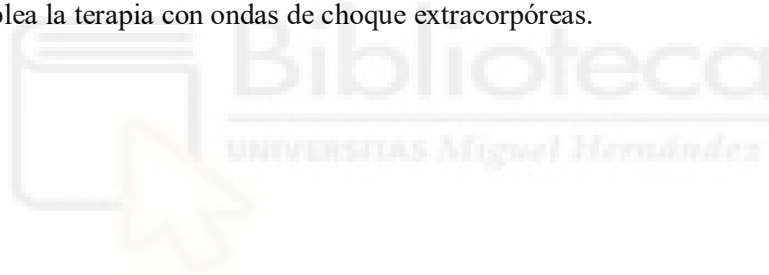 plea la terapia con ondas de choque extracorpóreas.
Biblioteca
UNIVERSITAS Miguel Hernández